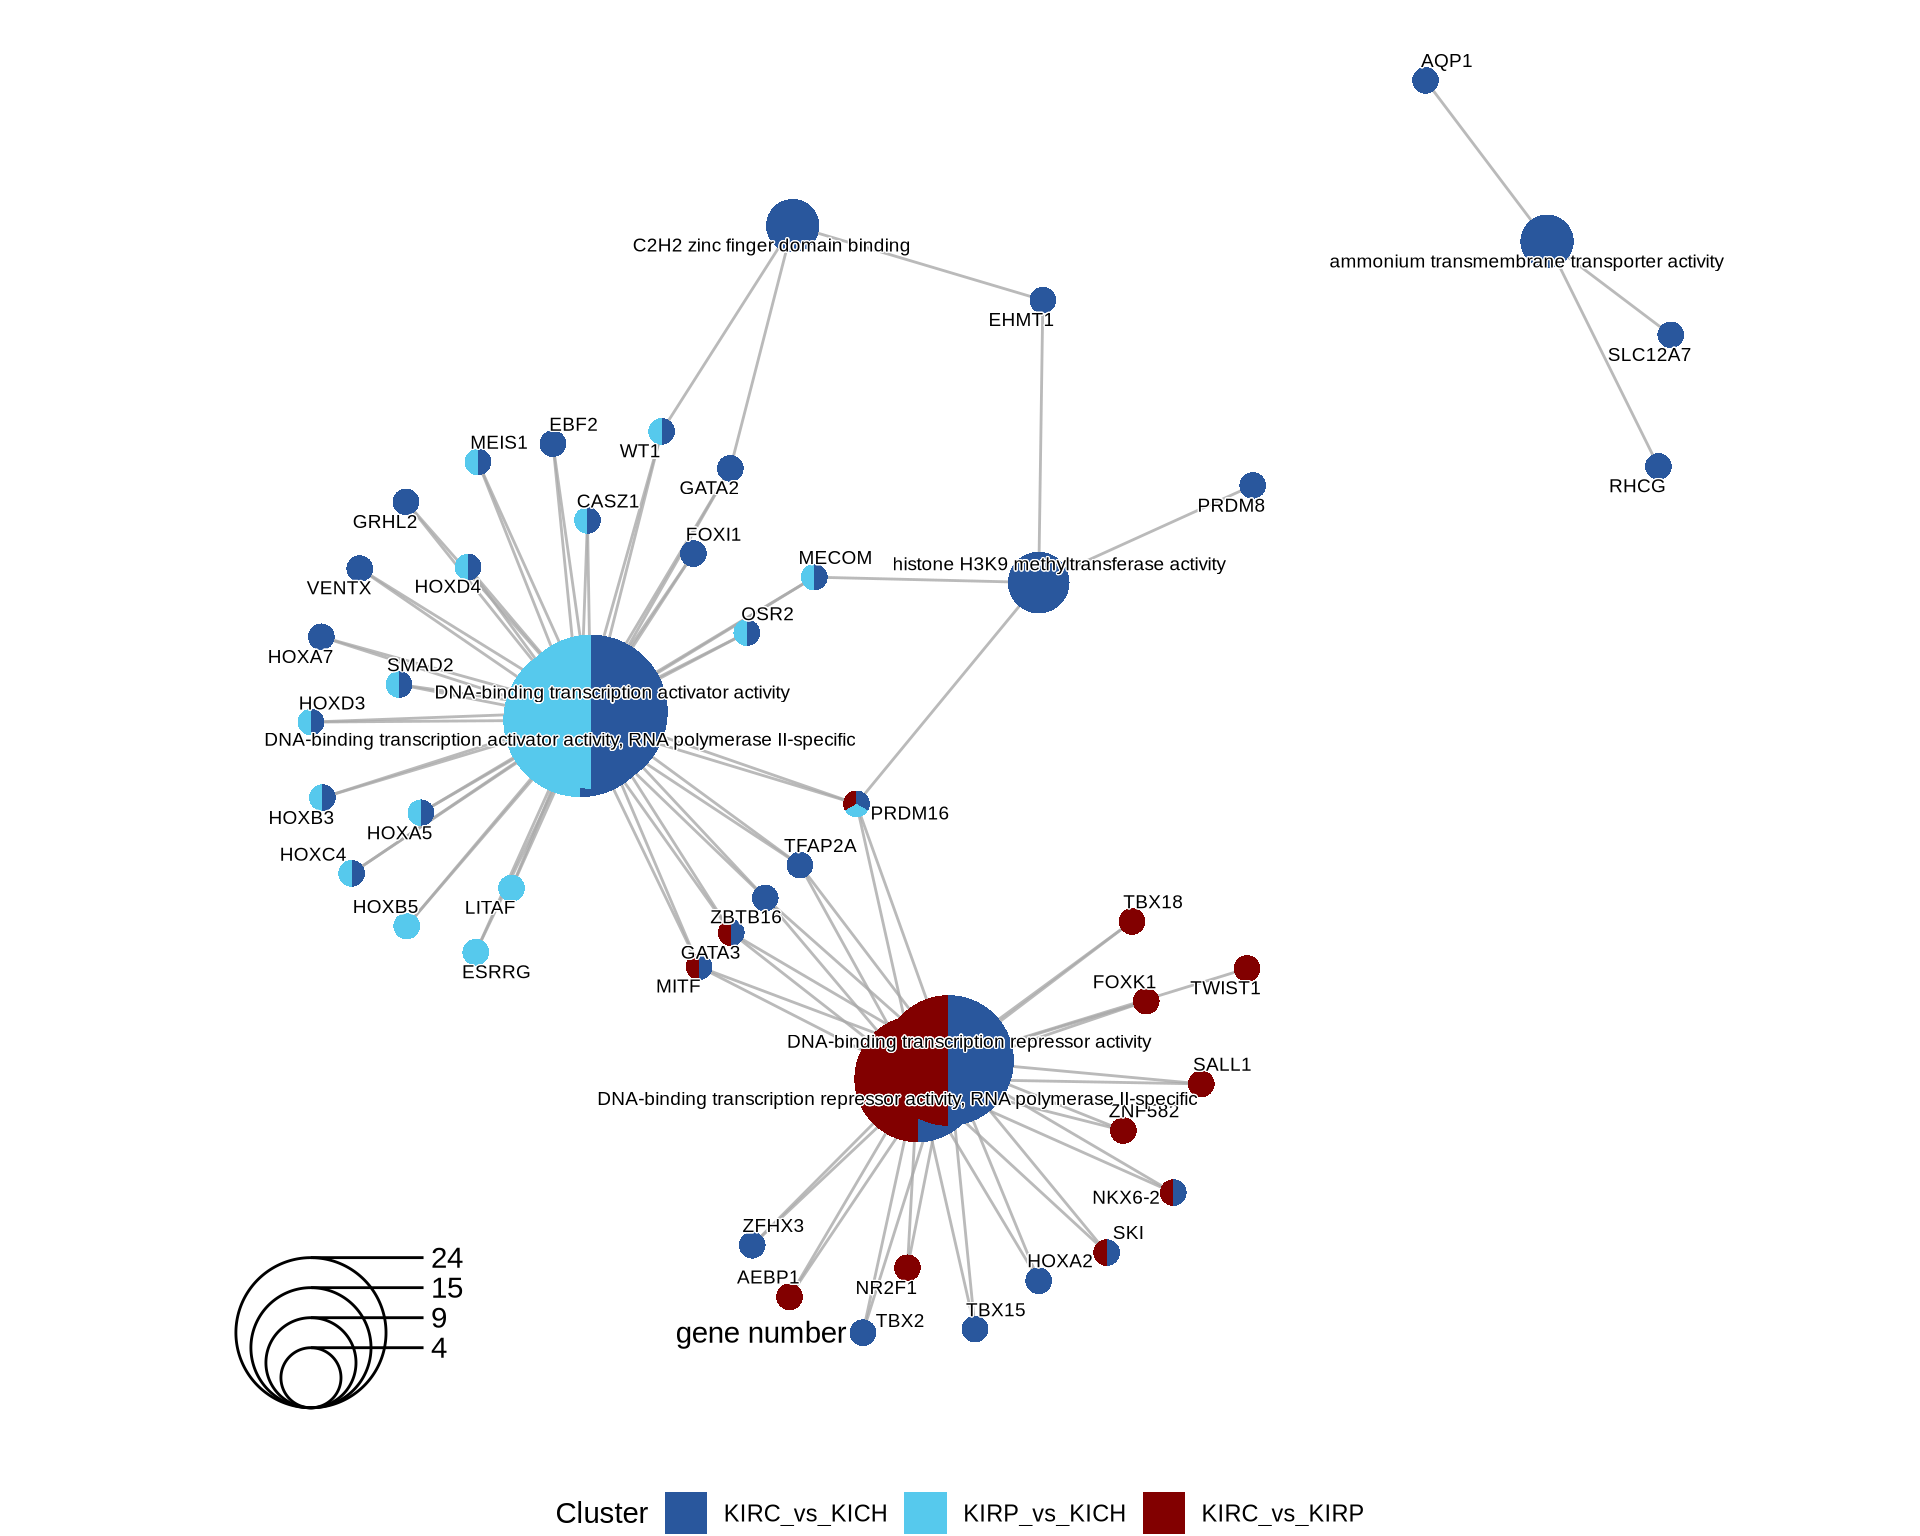 AQP1
C2H2 zinc finger domain binding
ammonium transmembrane transporter activity
EHMT1
SLC12A7
EBF2
MEIS1
WT1
GATA2
RHCG
CASZ1
PRDM8
GRHL2
FOXI1
MECOM
histone H3K9 methyltransferase activity
VENTX
HOXD4
OSR2
HOXA7
SMAD2
DNA-binding transcription activator activity
HOXD3
DNA-binding transcription activator activity, RNA polymerase II-specific
HOXB3
PRDM16
HOXA5
TFAP2A
HOXC4
TBX18
HOXB5
LITAF
ZBTB16
GATA3
ESRRG
MITF
FOXK1
TWIST1
DNA-binding transcription repressor activity
SALL1
DNA-binding transcription repressor activity, RNA polymerase II-specific
ZNF582
NKX6-2
ZFHX3
SKI
HOXA2
AEBP1
NR2F1
TBX15
TBX2
gene number
24
15
9
4
Cluster
KIRC_vs_KICH
KIRP_vs_KICH
KIRC_vs_KIRP